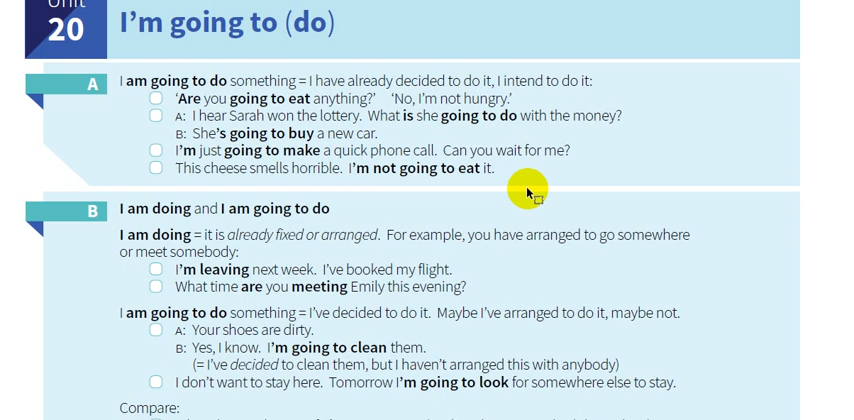 Unit
20
I'm going to (do)
A
I am going to do something = I have already decided to do it, I intend to do it:
'Are you going to eat anything?' 'No, I'm not hungry.'
A: I hear Sarah won the lottery. What is she going to do with the money?
B: She's going to buy a new car.
I'm just going to make a quick phone call. Can you wait for me?
This cheese smells horrible. I'm not going to eat it.
B
I am doing and I am going to do
I am doing = it is already fixed or arranged. For example, you have arranged to go somewhere
or meet somebody:
I'm leaving next week. I've booked my flight.
What time are you meeting Emily this evening?
I am going to do something = I've decided to do it. Maybe I've arranged to do it, maybe not.
A: Your shoes are dirty.
B: Yes, I know. I'm going to clean them.
(= I've decided to clean them, but I haven't arranged this with anybody)
I don't want to stay here. Tomorrow I'm going to look for somewhere else to stay.
Compare: